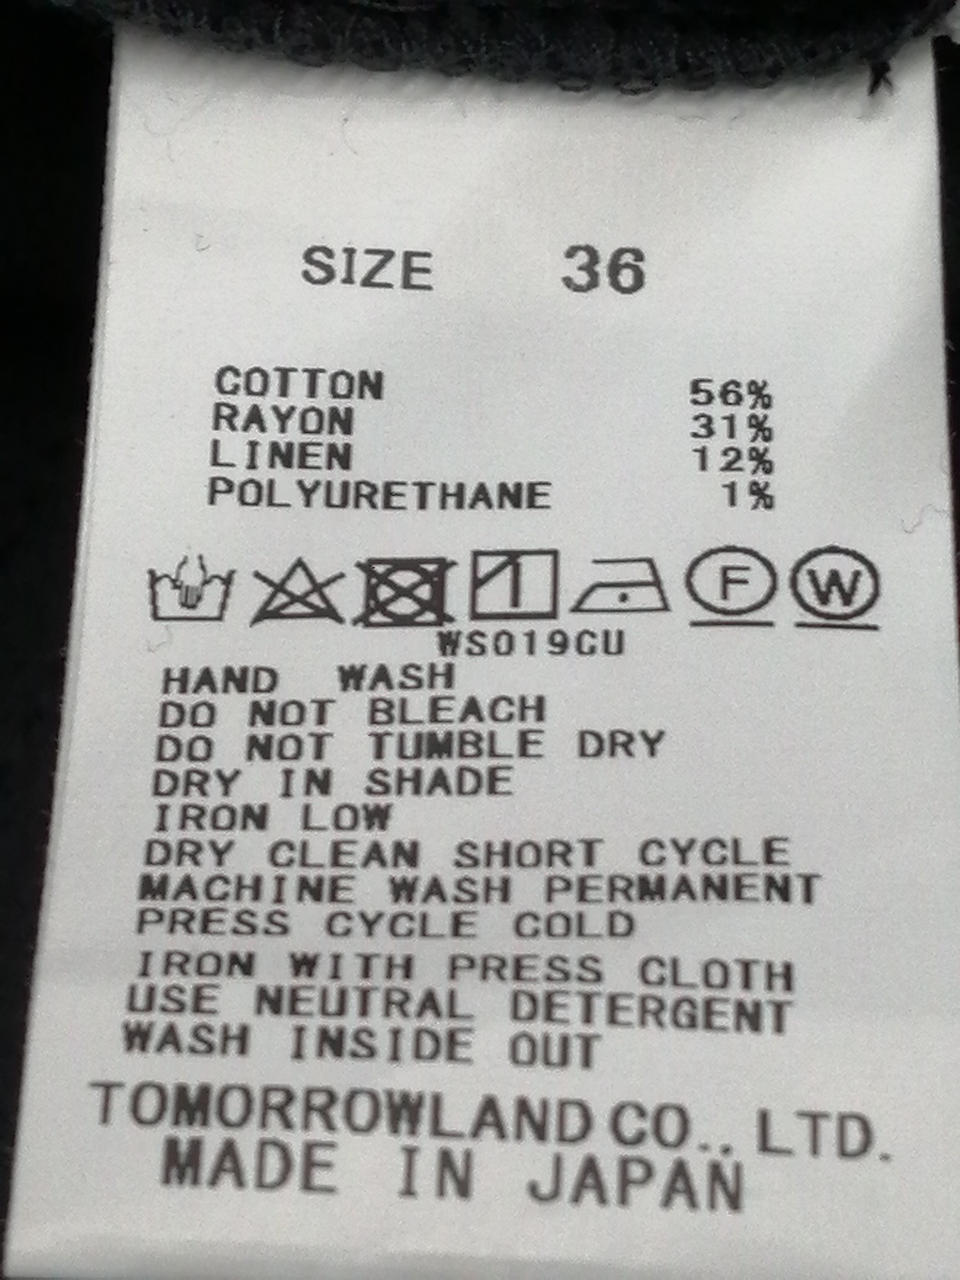 SIZE 36
COTTON 56%
RAYON 31%
LINEN 12%
POLYURETHANE 1%
F W
WS019CU
HAND WASH
DO NOT BLEACH
DO NOT TUMBLE DRY
DRY IN SHADE
IRON LOW
DRY CLEAN SHORT CYCLE
MACHINE WASH PERMANENT
PRESS CYCLE COLD
IRON WITH PRESS CLOTH
USE NEUTRAL DETERGENT
WASH INSIDE OUT
TOMORROWLAND CO., LTD.
MADE IN JAPAN